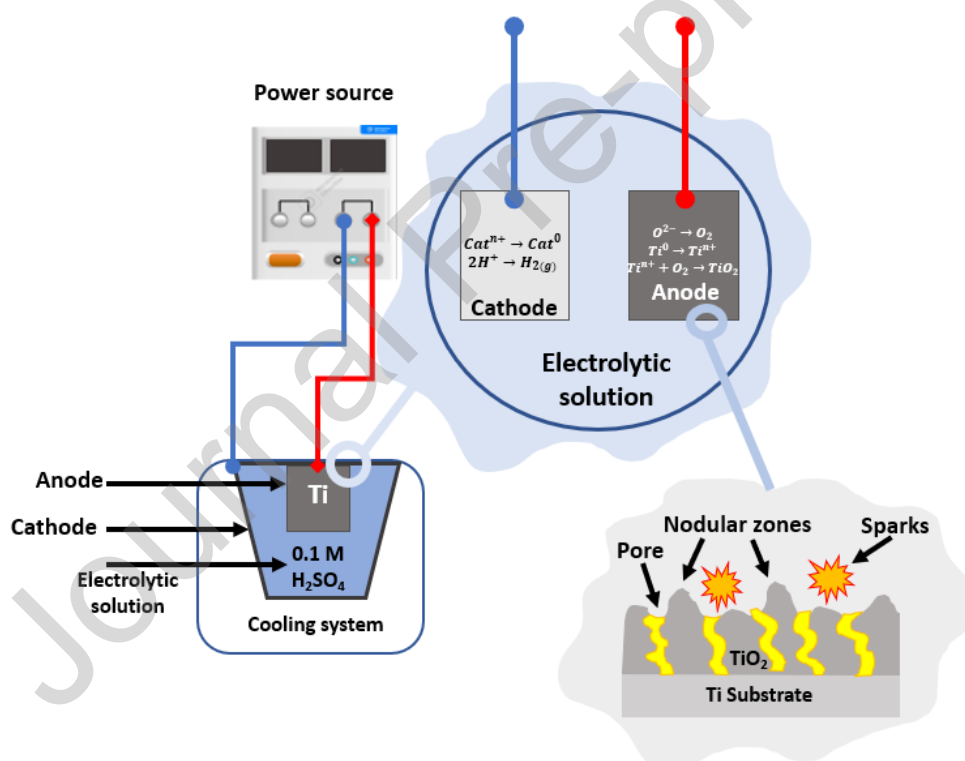 Journal Pre-p
Power source
Cat^{n+} → Cat^0
2H^+ → H_{2(g)}
Cathode
O^{2-} → O_2
Ti^0 → Ti^{n+}
Ti^{n+} + O_2 → TiO_2
Anode
Electrolytic
solution
Anode
Cathode
Electrolytic
solution
Ti
0.1 M
H₂SO₄
Cooling system
Nodular zones
Sparks
Pore
TiO₂
Ti Substrate